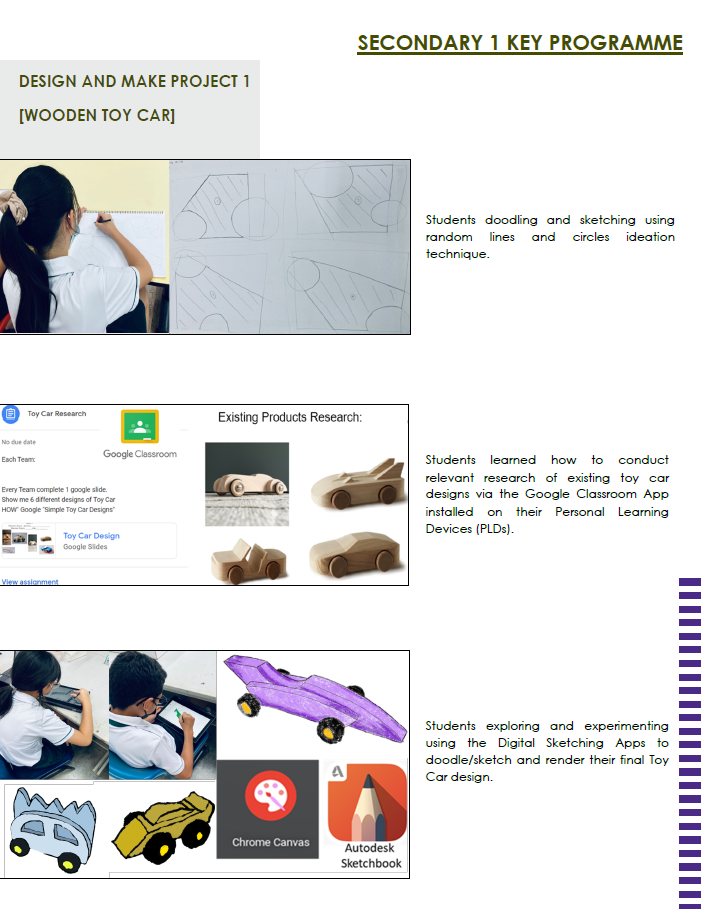 SECONDARY 1 KEY PROGRAMME
DESIGN AND MAKE PROJECT 1
[WOODEN TOY CAR]
Students doodling and sketching using
random lines and circles ideation
technique.
Toy Car Research
No due date
Each Team:
Every Team complete 1 google slide.
Show me 6 different designs of Toy Car
HOW" Google "Simple Toy Car Designs"
Toy Car Design
Google Slides
View assignment
Google Classroom
Existing Products Research:
Students learned how to conduct
relevant research of existing toy car
designs via the Google Classroom App
installed on their Personal Learning
Devices (PLDs).
Chrome Canvas
Autodesk
Sketchbook
Students exploring and experimenting
using the Digital Sketching Apps to
doodle/sketch and render their final Toy
Car design.